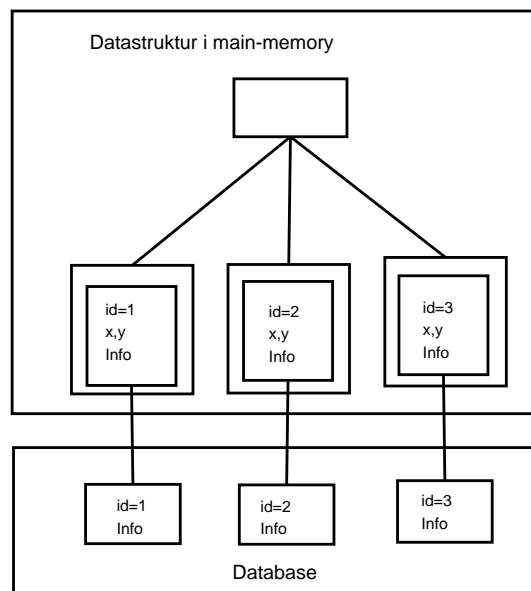 Datastruktur i main-memory
id=1
x,y
Info
id=2
x,y
Info
id=3
x,y
Info
id=1
Info
id=2
Info
id=3
Info
Database